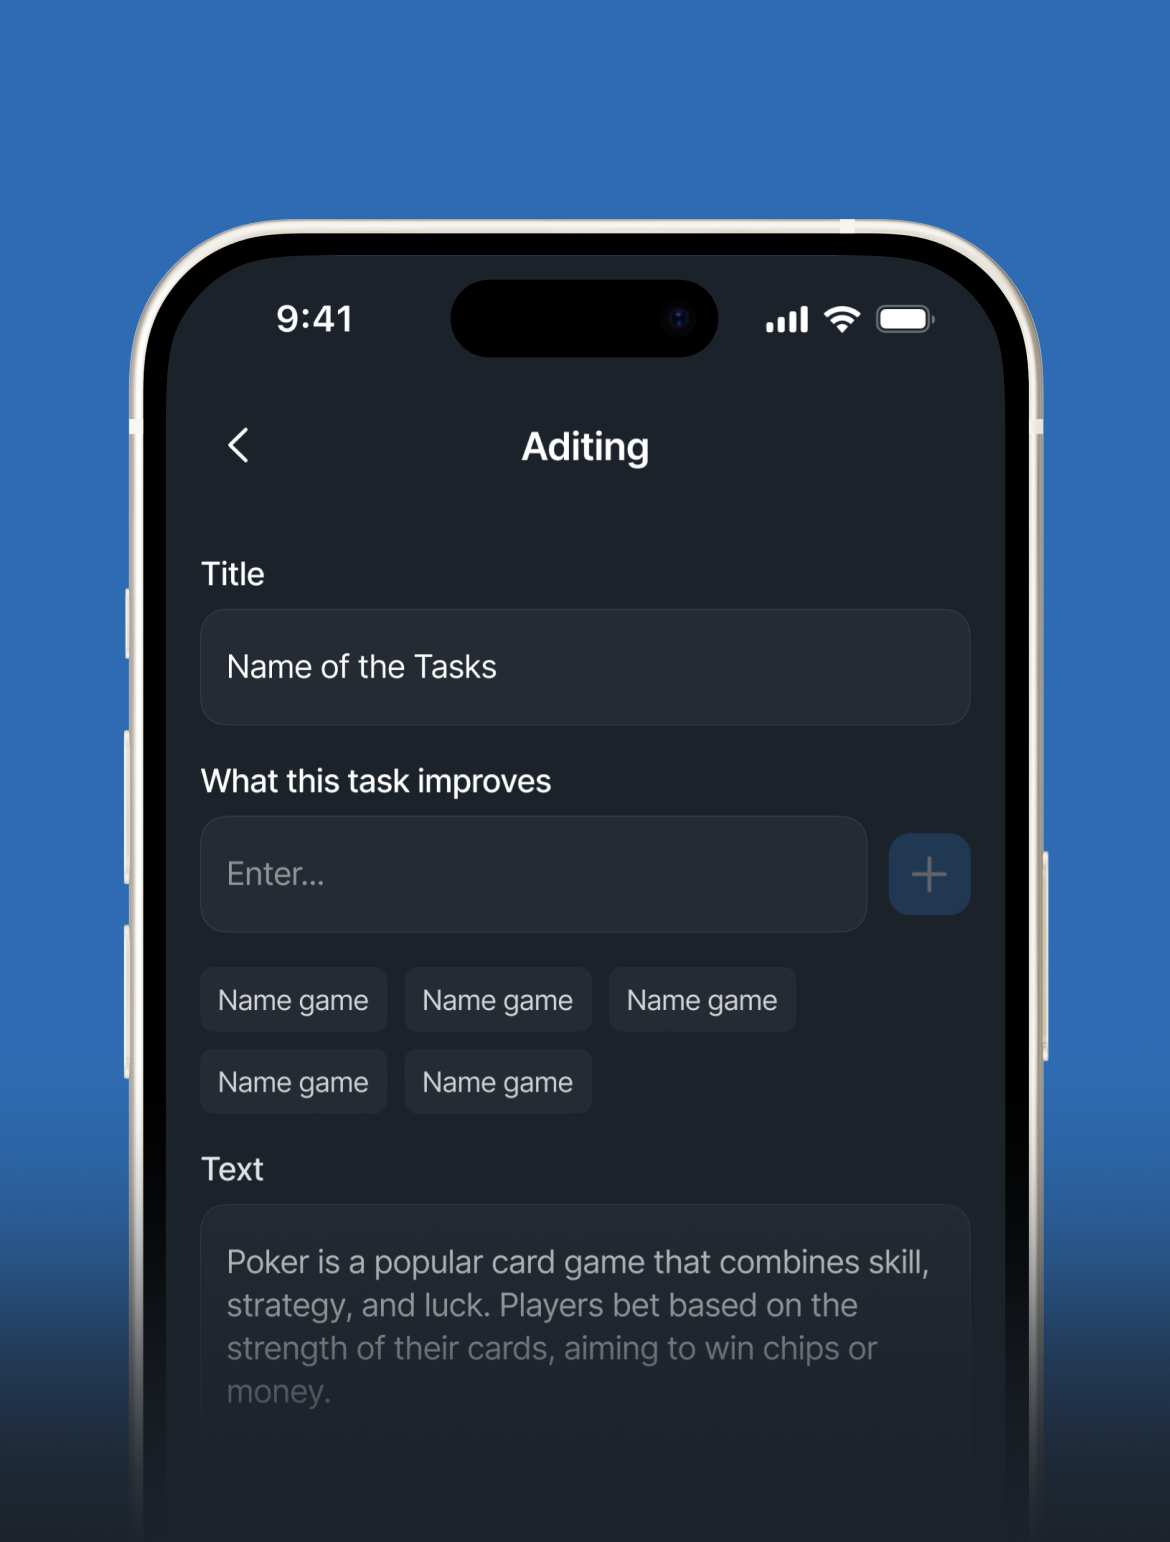 9:41
Aditing
Title
Name of the Tasks
What this task improves
Enter...
Name game Name game Name game
Name game Name game
Text
Poker is a popular card game that combines skill,
strategy, and luck. Players bet based on the
strength of their cards, aiming to win chips or
money.